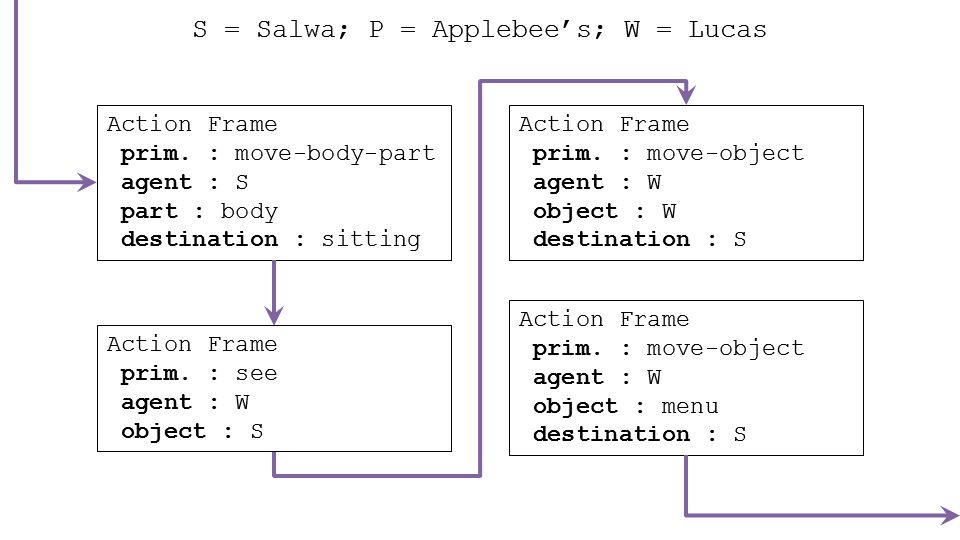 S = Salwa; P = Applebee’s; W = Lucas
Action Frame
prim. : move-body-part
agent : S
part : body
destination : sitting
Action Frame
prim. : see
agent : W
object : S
Action Frame
prim. : move-object
agent : W
object : W
destination : S
Action Frame
prim. : move-object
agent : W
object : menu
destination : S